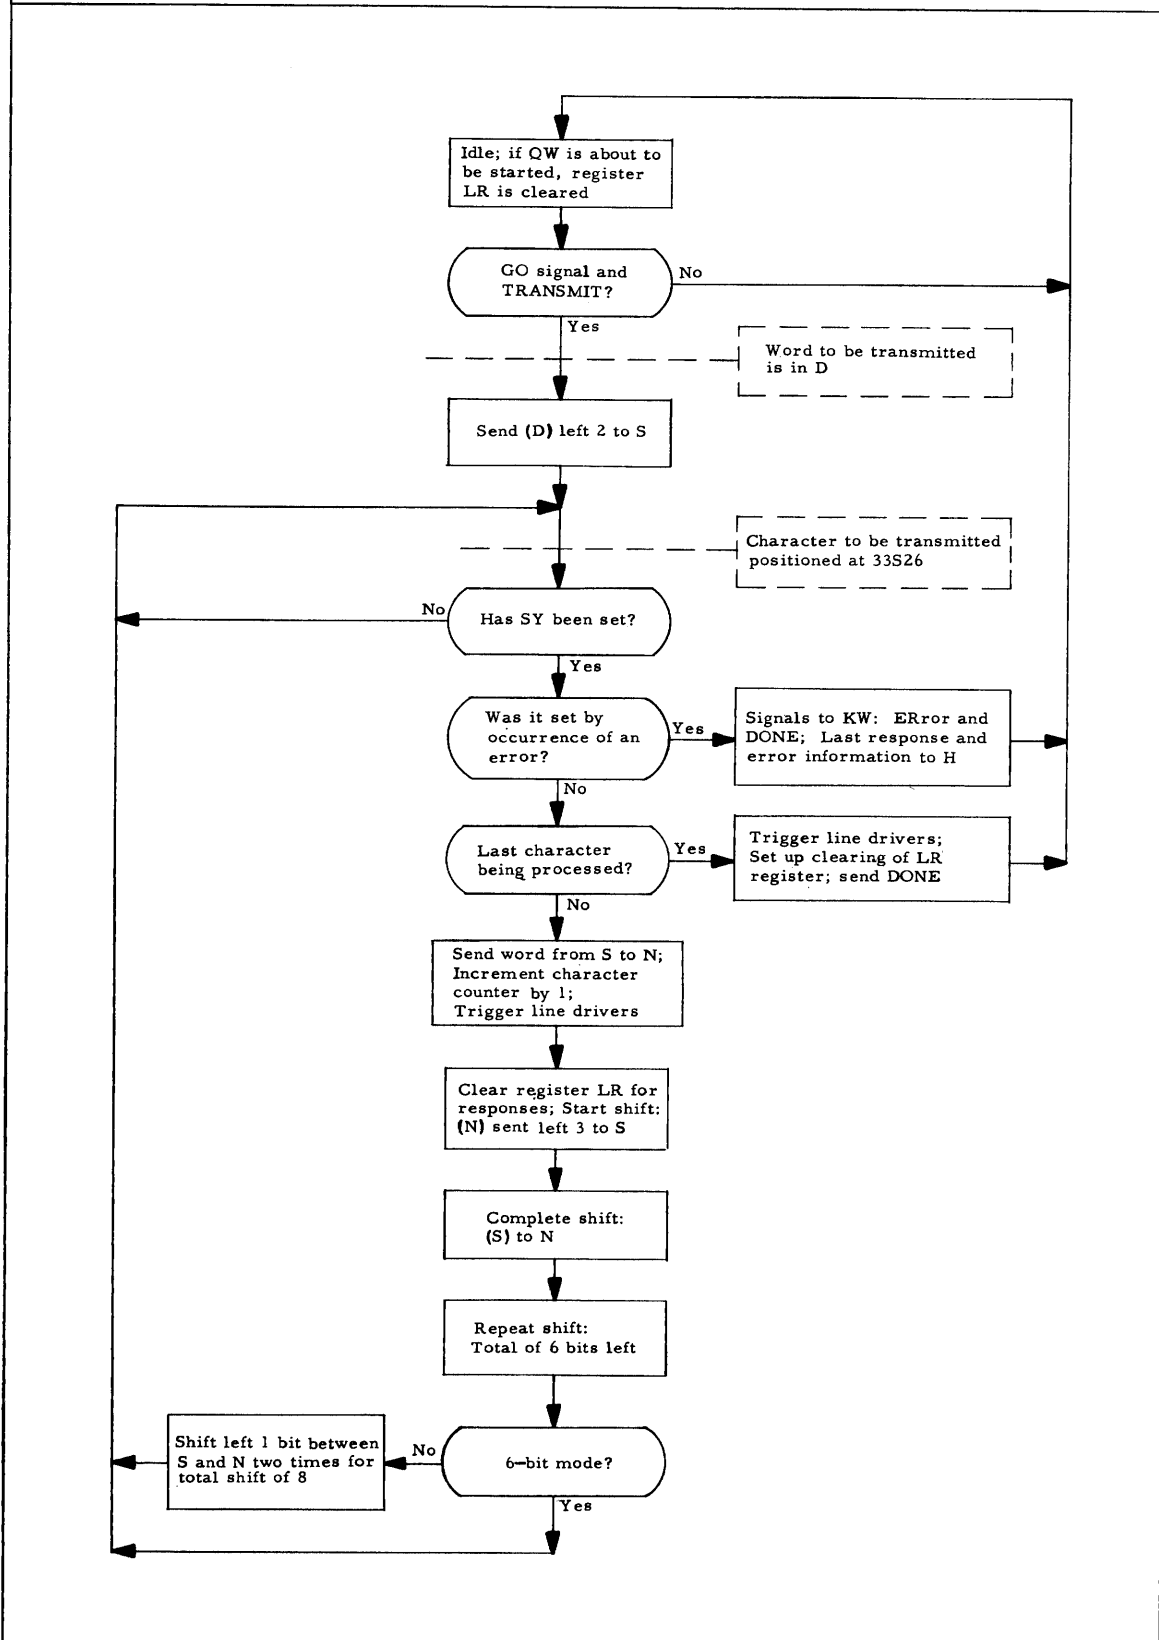 Idle; if QW is about to
be started, register
LR is cleared
GO signal and
TRANSMIT?
No
Yes
Word to be transmitted
is in D
Send (D) left 2 to S
Character to be transmitted
positioned at 33S26
No
Has SY been set?
Yes
Was it set by
occurrence of an
error?
Yes
Signals to KW: ERror and
DONE; Last response and
error information to H
No
Last character
being processed?
Yes
Trigger line drivers;
Set up clearing of LR
register; send DONE
No
Send word from S to N;
Increment character
counter by 1;
Trigger line drivers
Clear register LR for
responses; Start shift:
(N) sent left 3 to S
Complete shift:
(S) to N
Repeat shift:
Total of 6 bits left
Shift left 1 bit between
S and N two times for
total shift of 8
No
6-bit mode?
Yes